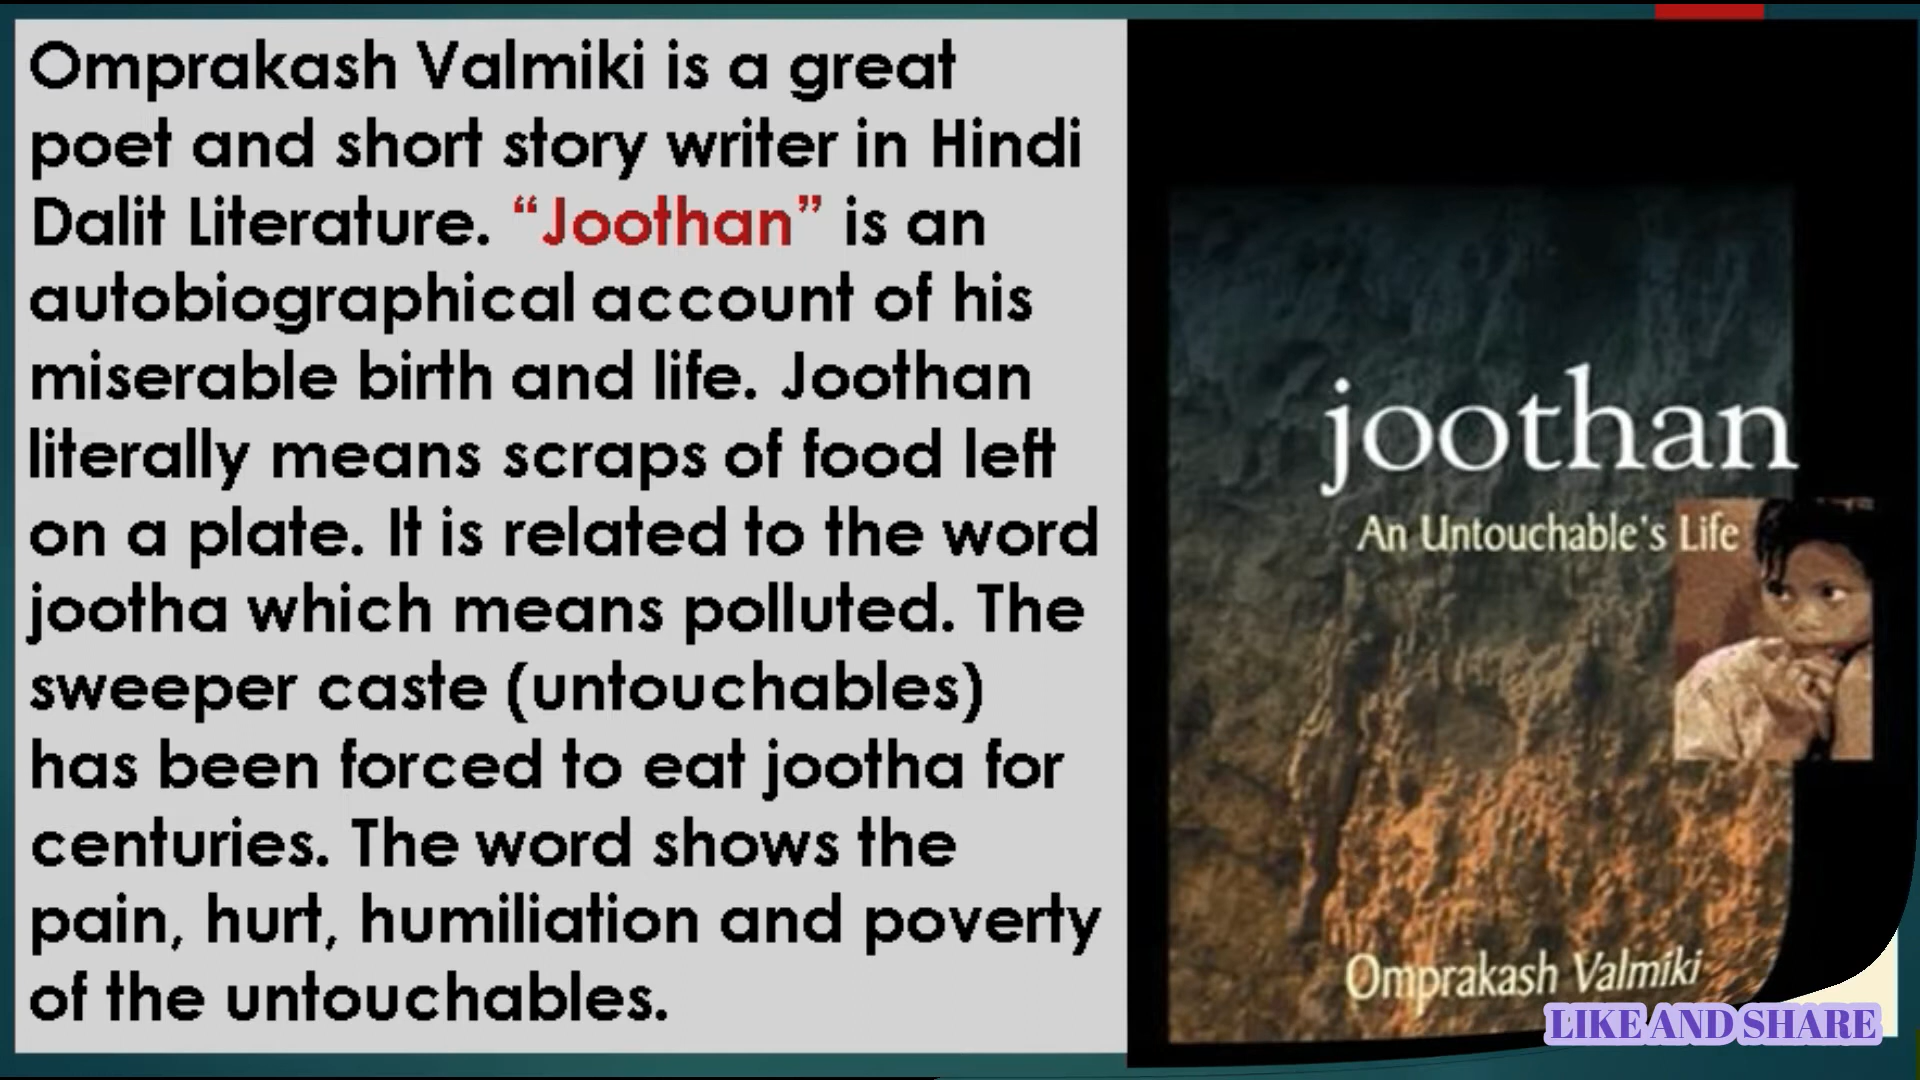 Omprakash Valmiki is a great
poet and short story writer in Hindi
Dalit Literature. “Joothan” is an
autobiographical account of his
miserable birth and life. Joothan
literally means scraps of food left
on a plate. It is related to the word
jootha which means polluted. The
sweeper caste (untouchables)
has been forced to eat jootha for
centuries. The word shows the
pain, hurt, humiliation and poverty
of the untouchables.
joothan
An Untouchable's Life
Omprakash Valmiki
LIKE AND SHARE